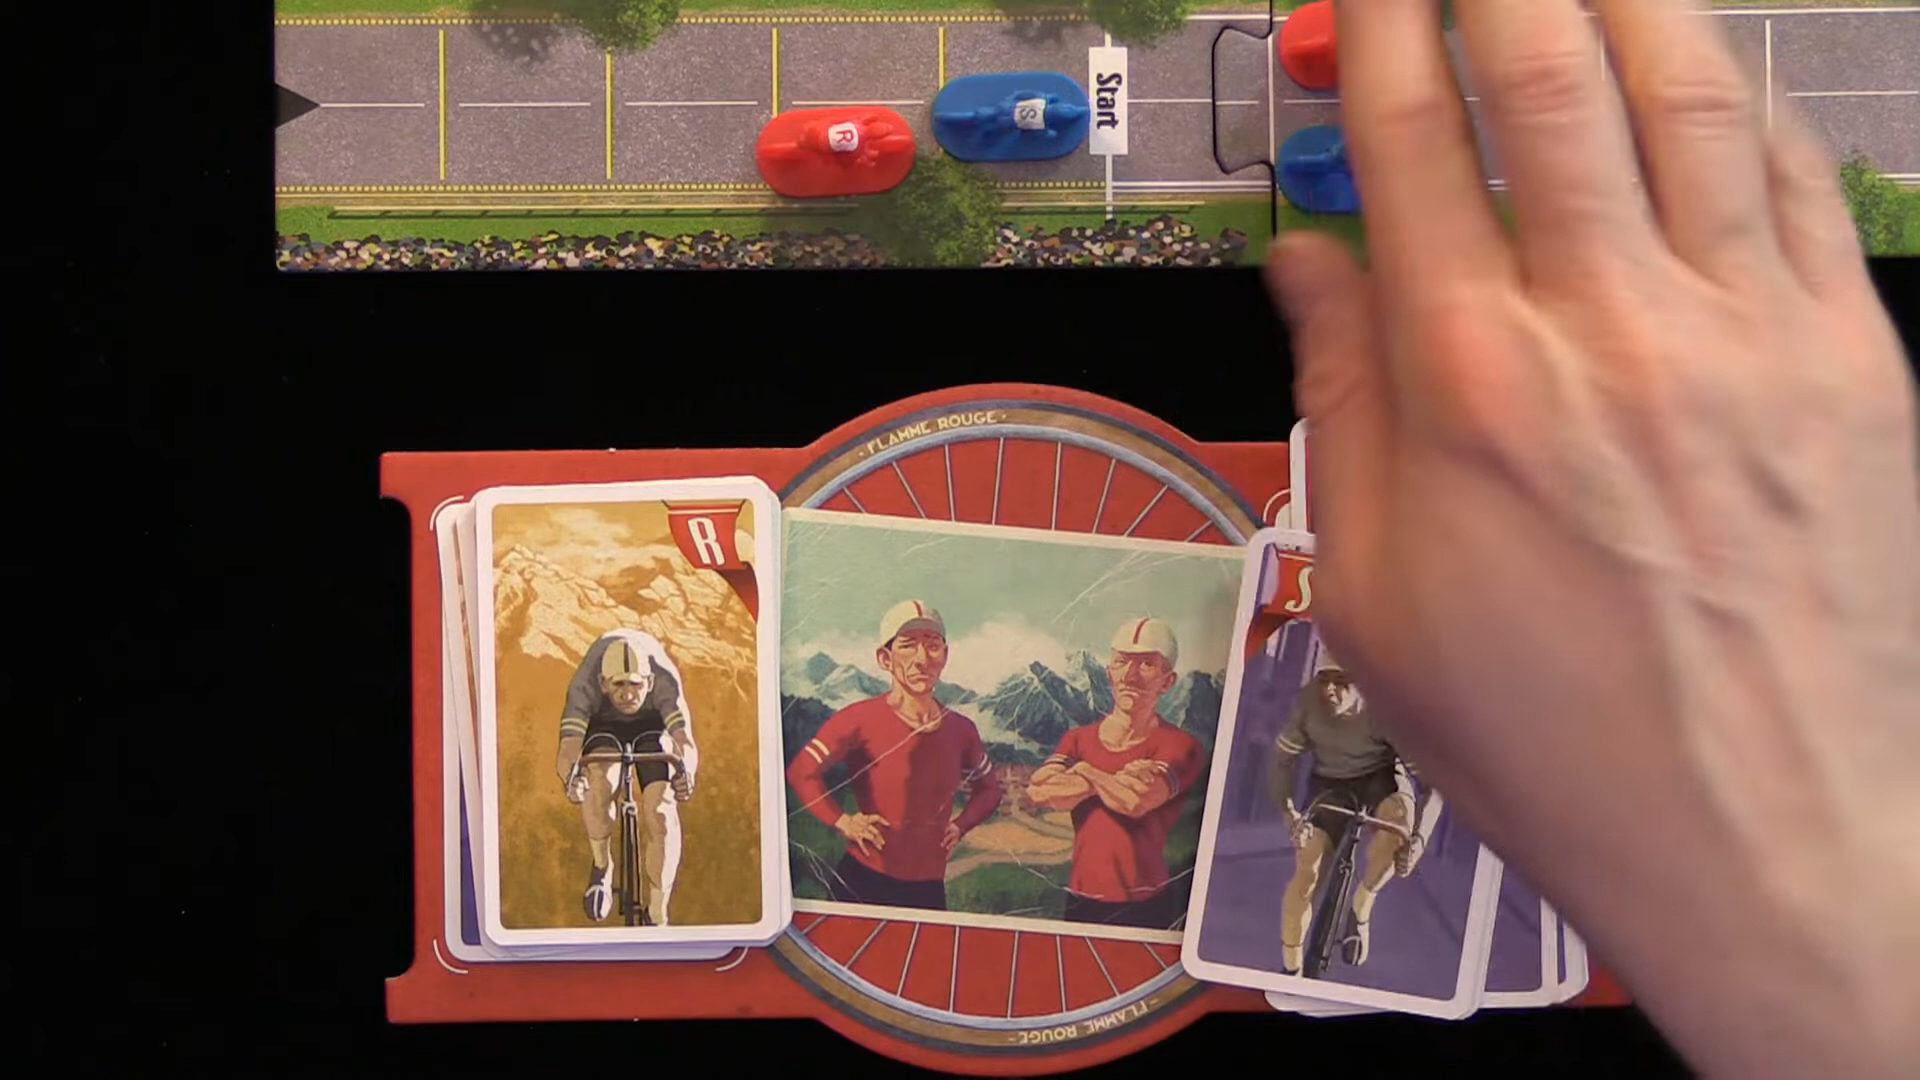 Start
S
R
· FLAMME ROUGE ·
R
S
- FLAMME ROUGE -